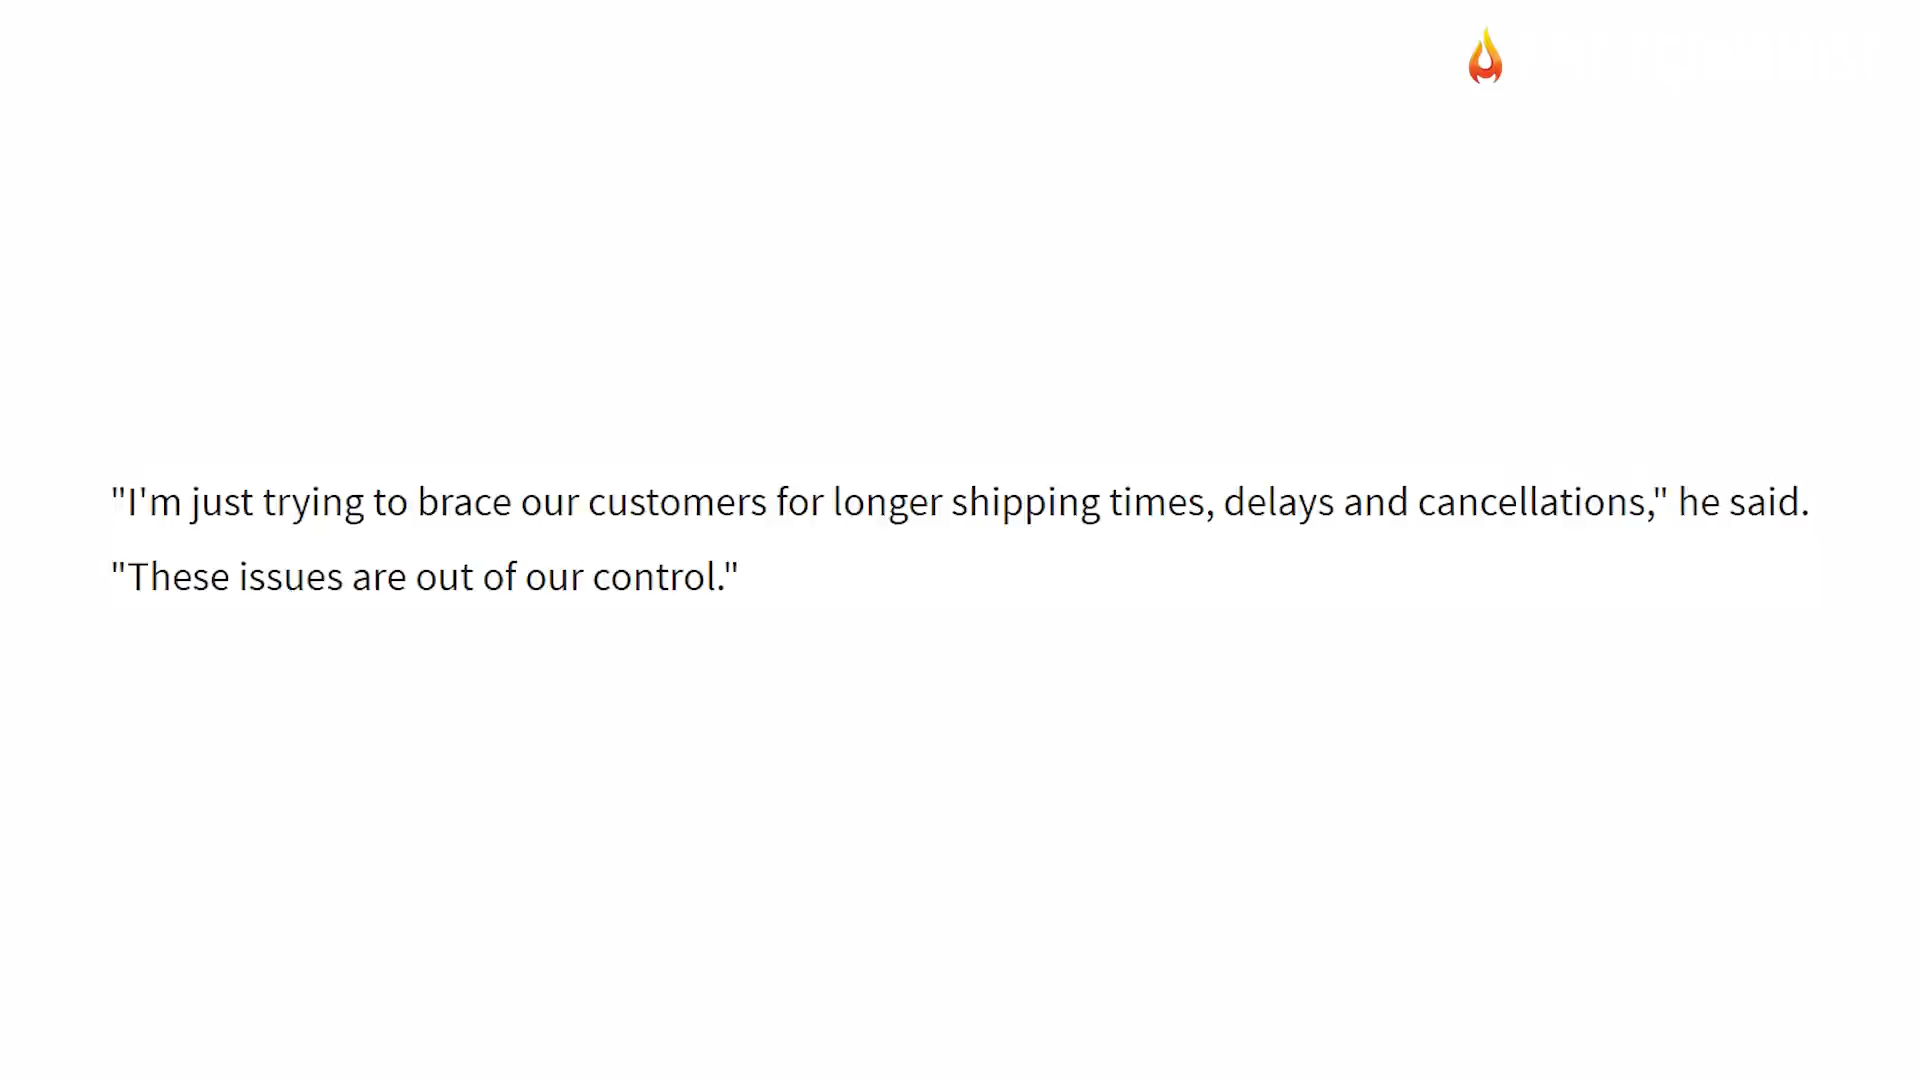 "I'm just trying to brace our customers for longer shipping times, delays and cancellations," he said.
"These issues are out of our control."